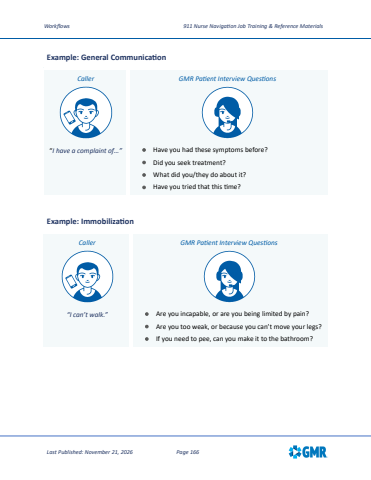 Workflows
911 Nurse Navigation Job Training & Reference Materials
Example: General Communication
Caller
GMR Patient Interview Questions
"I have a complaint of..."
Have you had these symptoms before?
Did you seek treatment?
What did you/they do about it?
Have you tried that this time?
Example: Immobilization
Caller
GMR Patient Interview Questions
"I can't walk."
Are you incapable, or are you being limited by pain?
Are you too weak, or because you can't move your legs?
If you need to pee, can you make it to the bathroom?
Last Published: November 21, 2026
Page 166
GMR